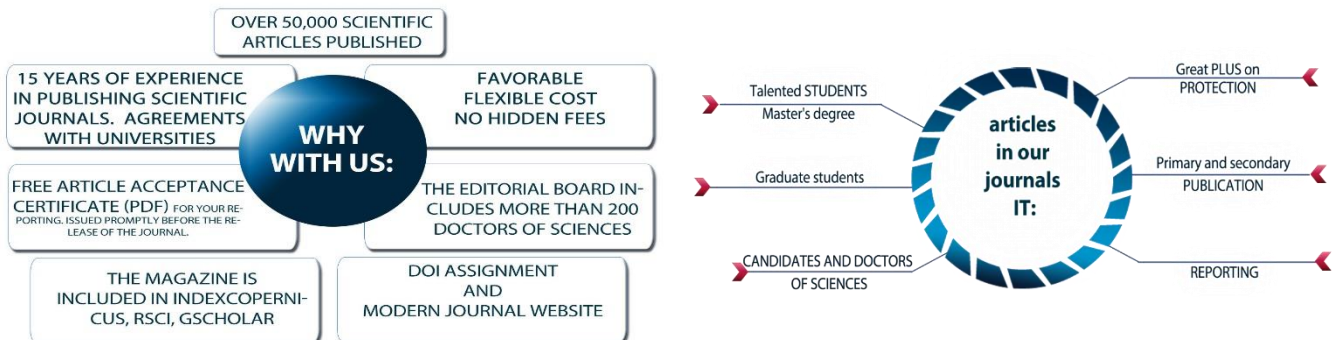 OVER 50,000 SCIENTIFIC
ARTICLES PUBLISHED
15 YEARS OF EXPERIENCE
IN PUBLISHING SCIENTIFIC
JOURNALS. AGREEMENTS
WITH UNIVERSITIES
FAVORABLE
FLEXIBLE COST
NO HIDDEN FEES
WHY
WITH US:
FREE ARTICLE ACCEPTANCE
CERTIFICATE (PDF) FOR YOUR RE-
PORTING. ISSUED PROMPTLY BEFORE THE RE-
LEASE OF THE JOURNAL.
THE EDITORIAL BOARD IN-
CLUDES MORE THAN 200
DOCTORS OF SCIENCES
THE MAGAZINE IS
INCLUDED IN INDEXCOPERNI-
CUS, RSCI, GSCHOLAR
DOI ASSIGNMENT
AND
MODERN JOURNAL WEBSITE
Talented STUDENTS
Master's degree
Graduate students
CANDIDATES AND DOCTORS
OF SCIENCES
articles
in our
journals
IT:
Great PLUS on
PROTECTION
Primary and secondary
PUBLICATION
REPORTING